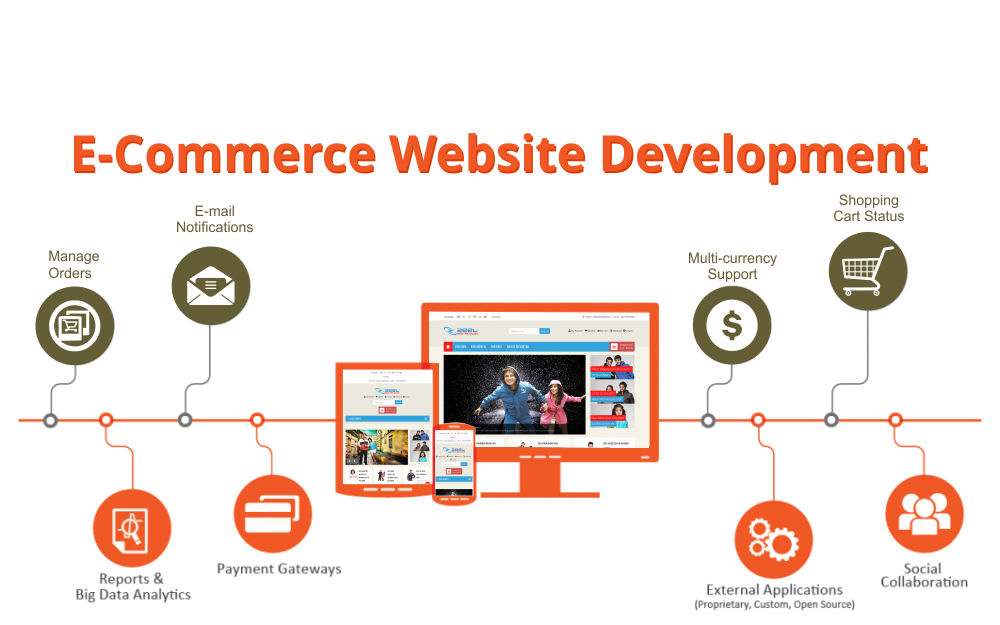 E-Commerce Website Development
Shopping
Cart Status
E-mail
Notifications
Manage
Orders
Multi-currency
Support
$
Reports &
Big Data Analytics
Payment Gateways
External Applications
(Proprietary, Custom, Open Source)
Social
Collaboration